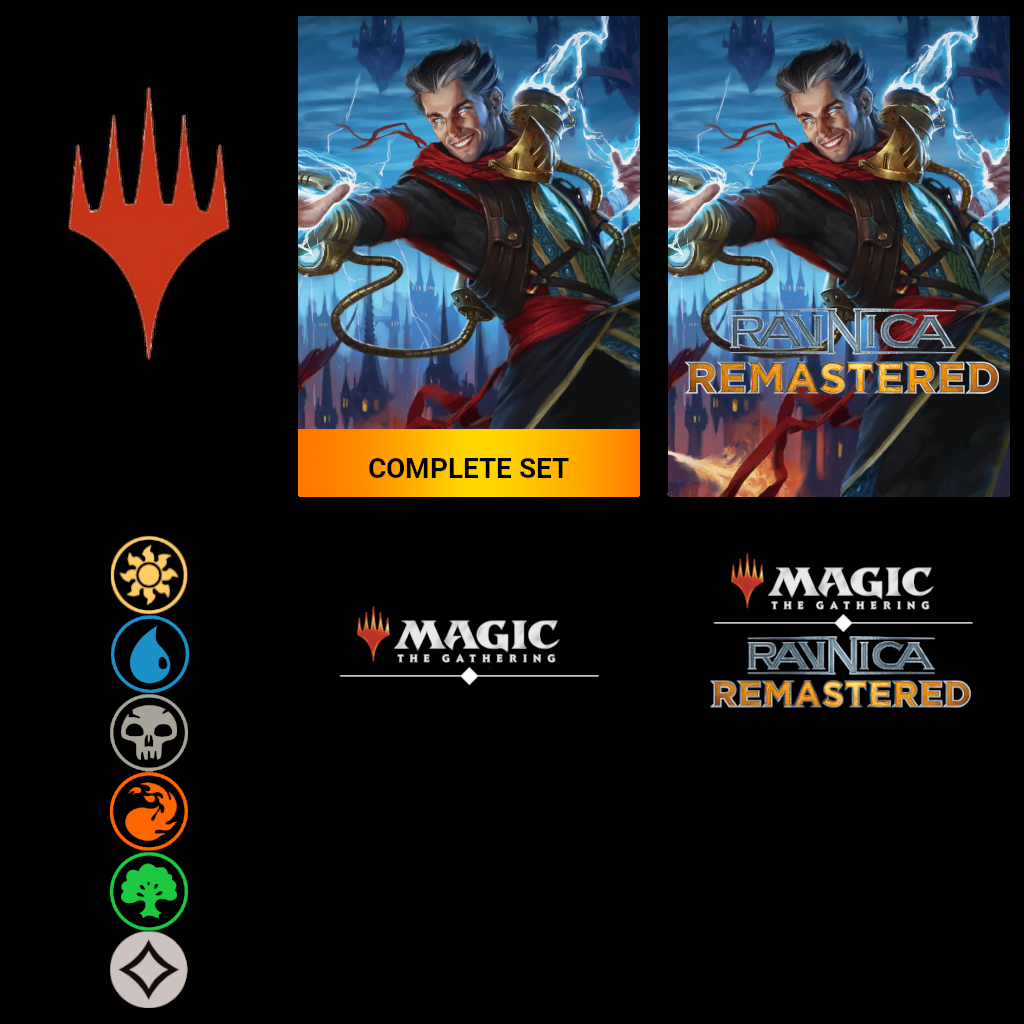 RAVNICA
REMASTERED
COMPLETE SET
MAGIC
THE GATHERING
MAGIC
THE GATHERING
RAVNICA
REMASTERED